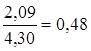 2,09
4,30
= 0,48